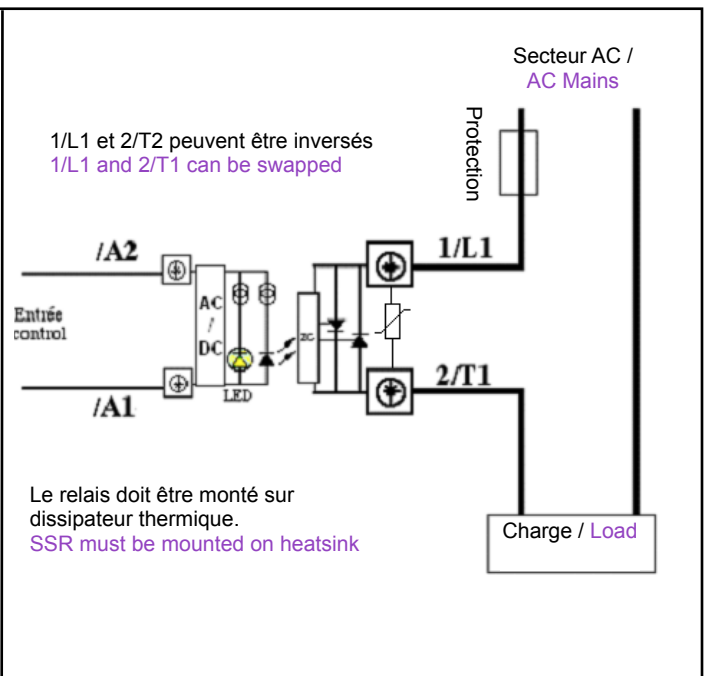 Secteur AC /
AC Mains
Protection
1/L1 et 2/T2 peuvent être inversés
1/L1 and 2/T1 can be swapped
/A2
1/L1
Entrée
control
AC
/
DC
ZC
LED
/A1
2/T1
Le relais doit être monté sur
dissipateur thermique.
SSR must be mounted on heatsink
Charge / Load